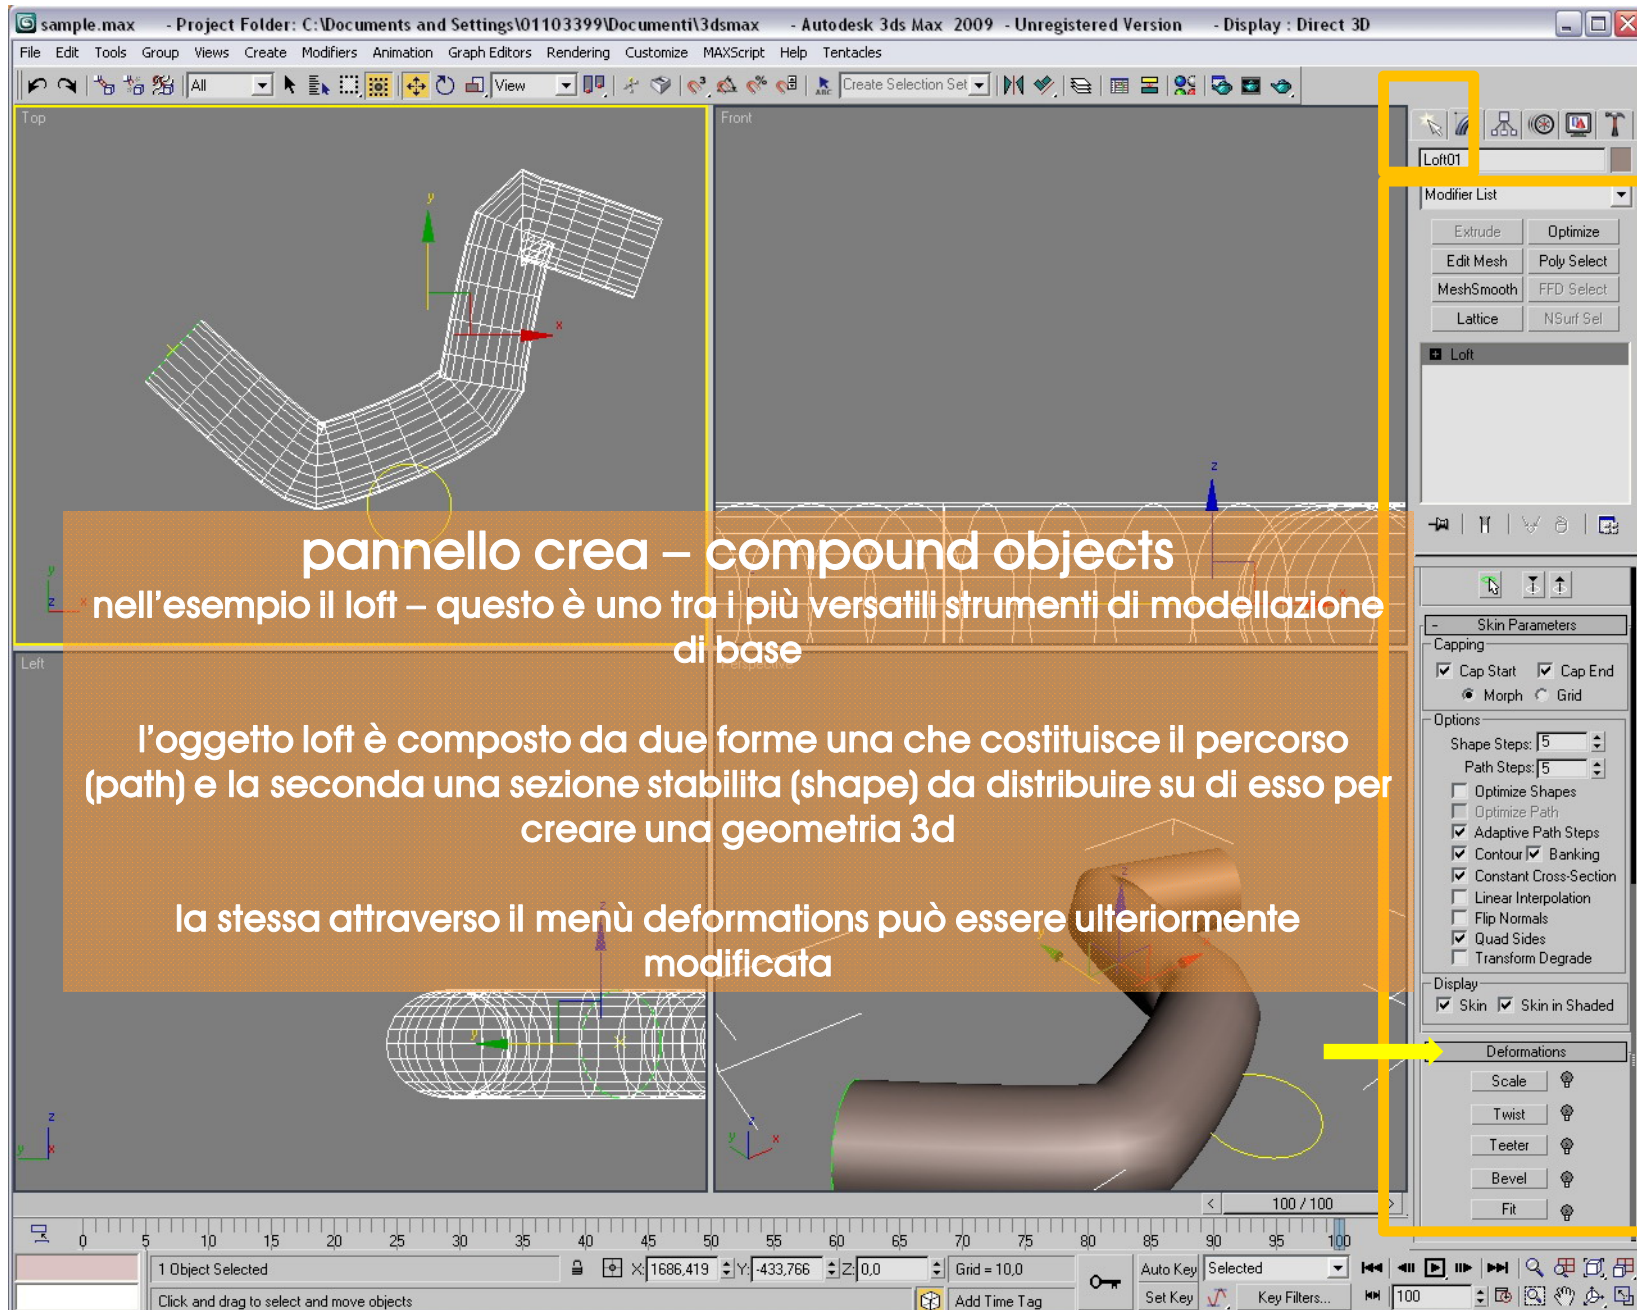 sample.max - Project Folder: C:\Documents and Settings\01103399\Documenti\3dsmax - Autodesk 3ds Max 2009 - Unregistered Version - Display : Direct 3D
File Edit Tools Group Views Create Modifiers Animation Graph Editors Rendering Customize MAXScript Help Tentacles
All View Create Selection Set
Top
Front
Loft01
Modifier List
Extrude Optimize
Edit Mesh Poly Select
MeshSmooth FFD Select
Lattice NSurf Sel
Loft
pannello crea – compound objects
nell'esempio il loft – questo è uno tra i più versatili strumenti di modellazione
di base
l'oggetto loft è composto da due forme una che costituisce il percorso
(path) e la seconda una sezione stabilita (shape) da distribuire su di esso per
creare una geometria 3d
la stessa attraverso il menù deformations può essere ulteriormente
modificata
Left
Perspective
- Skin Parameters
Capping
Cap Start Cap End
Morph Grid
Options
Shape Steps: 5
Path Steps: 5
Optimize Shapes
Optimize Path
Adaptive Path Steps
Contour Banking
Constant Cross-Section
Linear Interpolation
Flip Normals
Quad Sides
Transform Degrade
Display
Skin Skin in Shaded
Deformations
Scale
Twist
Teeter
Bevel
Fit
< 100 / 100 >
0 5 10 15 20 25 30 35 40 45 50 55 60 65 70 75 80 85 90 95 100
1 Object Selected X: 1686,419 Y: -433,766 Z: 0,0 Grid = 10,0 Auto Key Selected
Click and drag to select and move objects Add Time Tag Set Key Key Filters... 100